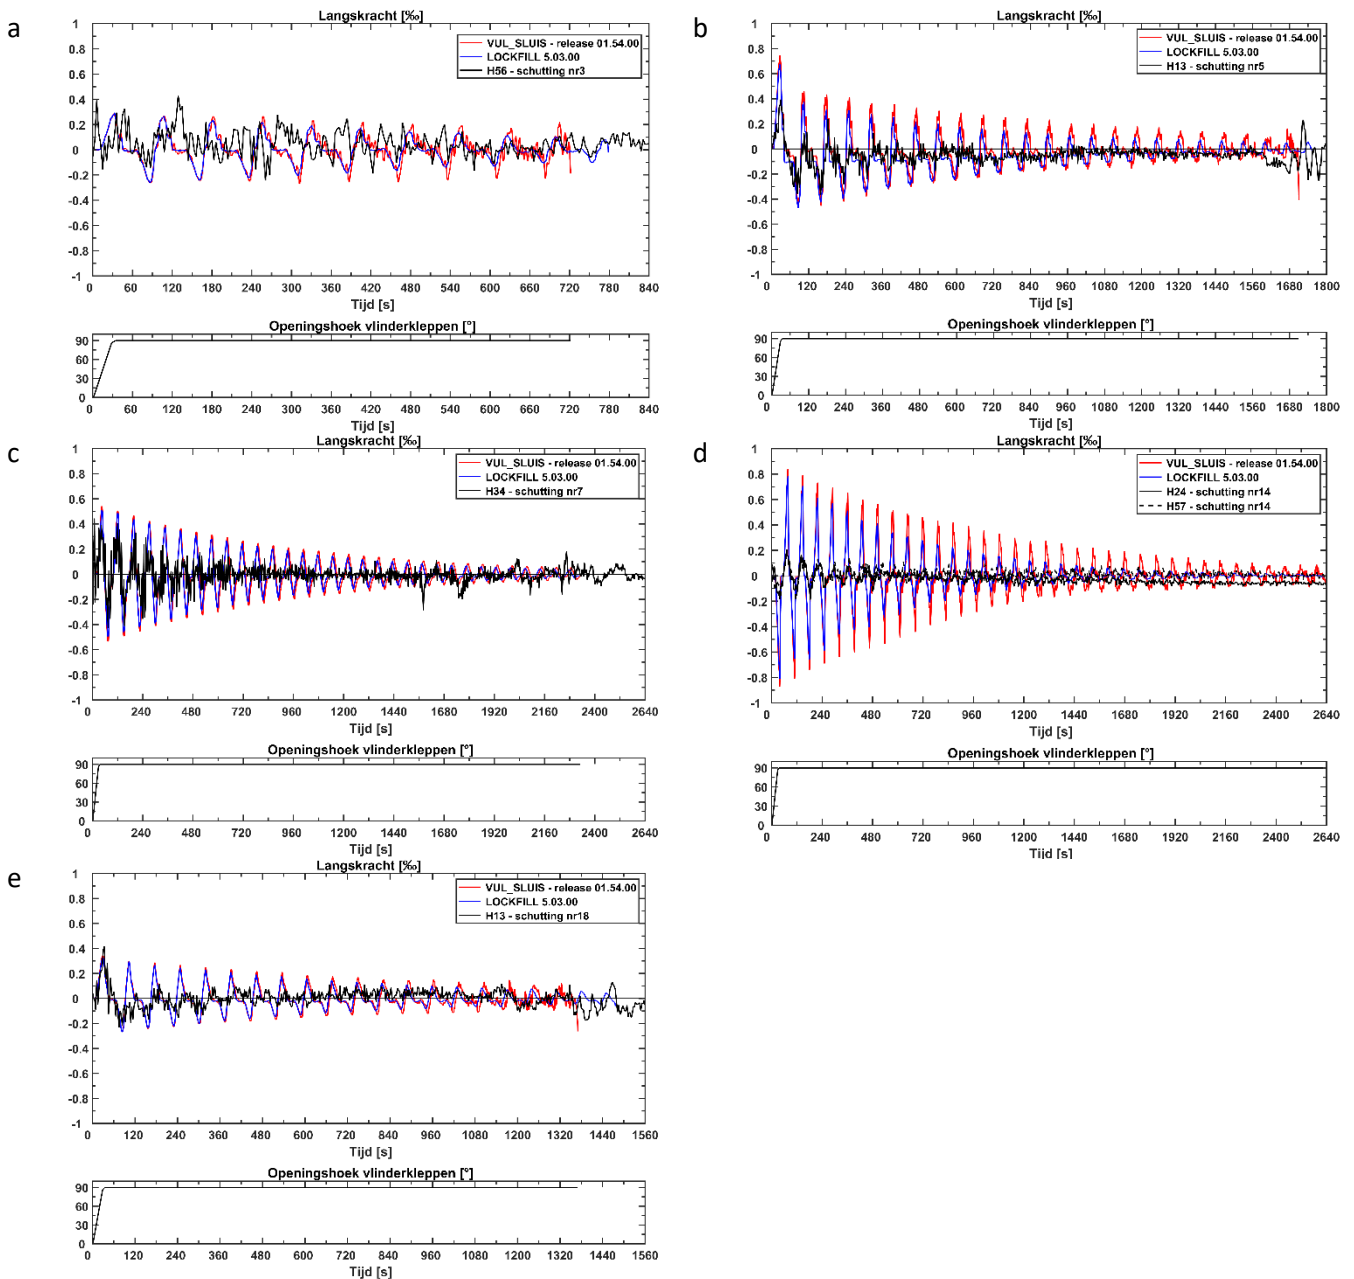 a
Langskracht [‰]
VUL_SLUIS - release 01.54.00
LOCKFILL 5.03.00
H56 - schutting nr3
1
0.8
0.6
0.4
0.2
0
-0.2
-0.4
-0.6
-0.8
-1
0 60 120 180 240 300 360 420 480 540 600 660 720 780 840
Tijd [s]
Openingshoek vlinderkleppen [°]
90
60
30
0
0 60 120 180 240 300 360 420 480 540 600 660 720 780 840
Tijd [s]
b
Langskracht [‰]
VUL_SLUIS - release 01.54.00
LOCKFILL 5.03.00
H13 - schutting nr5
1
0.8
0.6
0.4
0.2
0
-0.2
-0.4
-0.6
-0.8
-1
0 120 240 360 480 600 720 840 960 1080 1200 1320 1440 1560 1680 1800
Tijd [s]
Openingshoek vlinderkleppen [°]
90
60
30
0
0 120 240 360 480 600 720 840 960 1080 1200 1320 1440 1560 1680 1800
Tijd [s]
c
Langskracht [‰]
VUL_SLUIS - release 01.54.00
LOCKFILL 5.03.00
H34 - schutting nr7
1
0.8
0.6
0.4
0.2
0
-0.2
-0.4
-0.6
-0.8
-1
0 240 480 720 960 1200 1440 1680 1920 2160 2400 2640
Tijd [s]
Openingshoek vlinderkleppen [°]
90
60
30
0
0 240 480 720 960 1200 1440 1680 1920 2160 2400 2640
Tijd [s]
d
Langskracht [‰]
VUL_SLUIS - release 01.54.00
LOCKFILL 5.03.00
H24 - schutting nr14
H57 - schutting nr14
1
0.8
0.6
0.4
0.2
0
-0.2
-0.4
-0.6
-0.8
-1
0 240 480 720 960 1200 1440 1680 1920 2160 2400 2640
Tijd [s]
Openingshoek vlinderkleppen [°]
90
60
30
0
0 240 480 720 960 1200 1440 1680 1920 2160 2400 2640
Tijd [s]
e
Langskracht [‰]
VUL_SLUIS - release 01.54.00
LOCKFILL 5.03.00
H13 - schutting nr18
1
0.8
0.6
0.4
0.2
0
-0.2
-0.4
-0.6
-0.8
-1
0 120 240 360 480 600 720 840 960 1080 1200 1320 1440 1560
Tijd [s]
Openingshoek vlinderkleppen [°]
90
60
30
0
0 120 240 360 480 600 720 840 960 1080 1200 1320 1440 1560
Tijd [s]